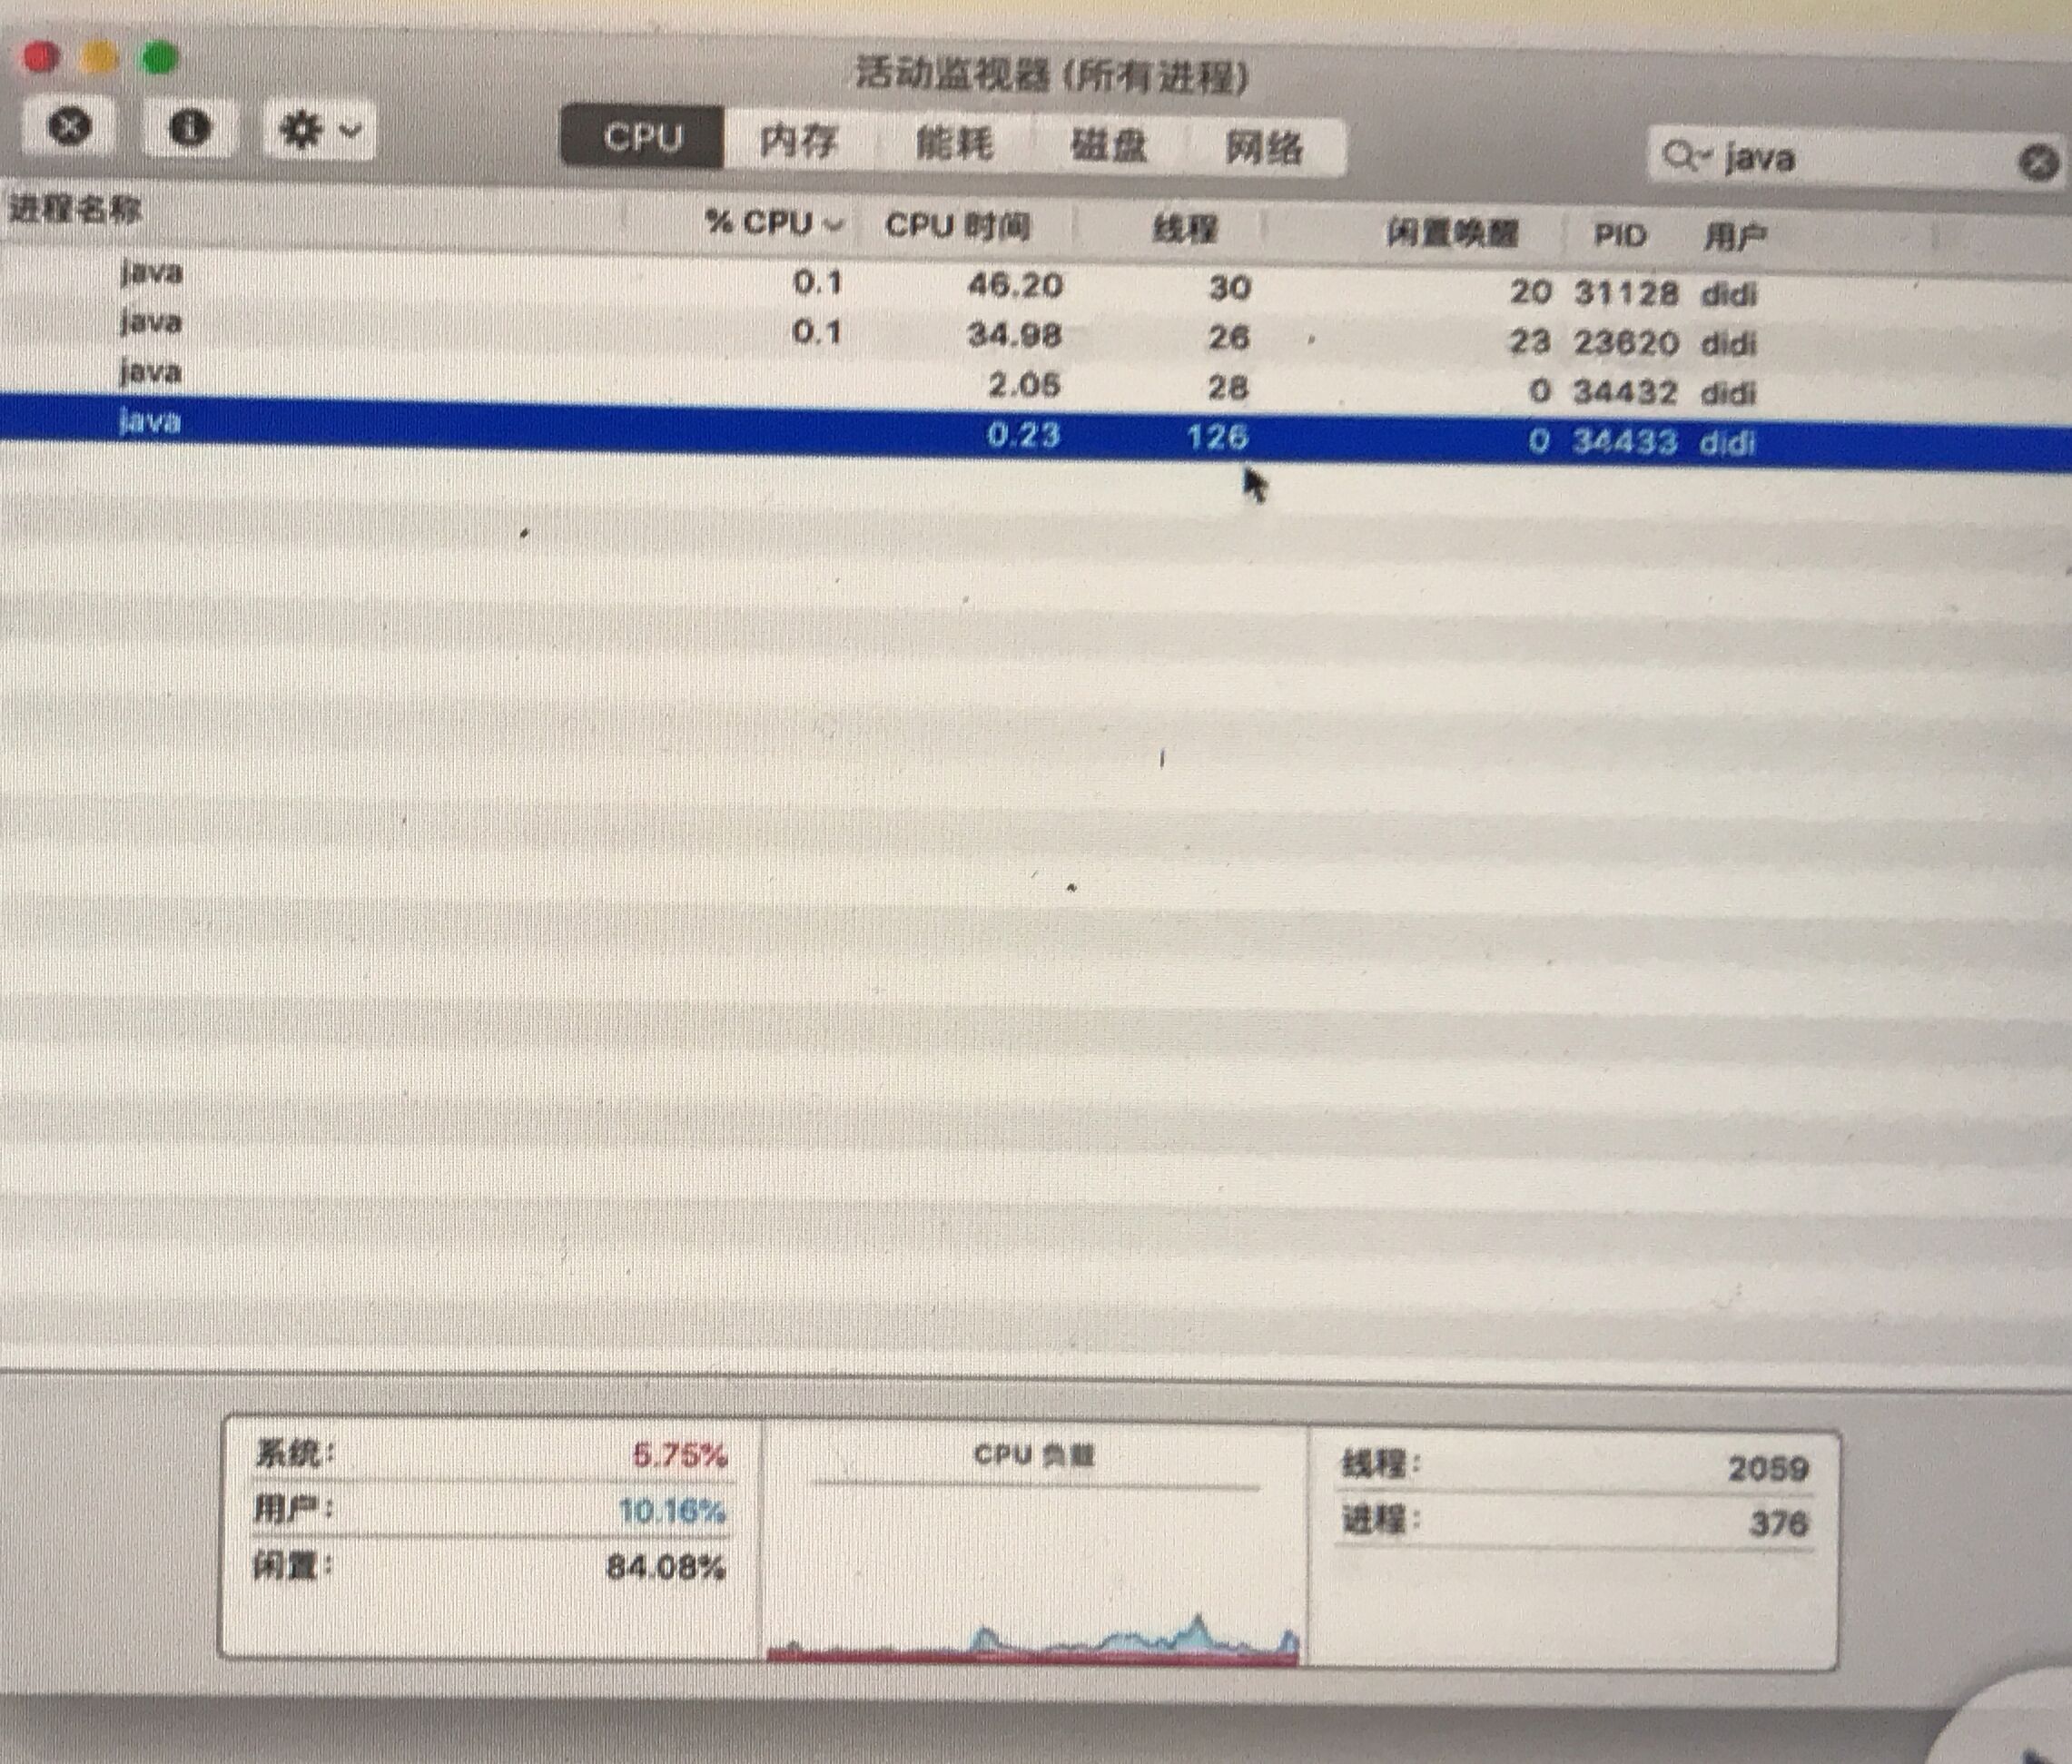 活动监视器 (所有进程)
CPU 内存 能耗 磁盘 网络 java
进程名称 % CPU CPU 时间 线程 闲置唤醒 PID 用户
java 0.1 46.20 30 20 31128 didi
java 0.1 34.98 26 23 23620 didi
java 2.05 28 0 34432 didi
java 0.23 126 0 34433 didi
系统: 5.75% CPU 负载 线程: 2059
用户: 10.16% 进程: 376
闲置: 84.08%